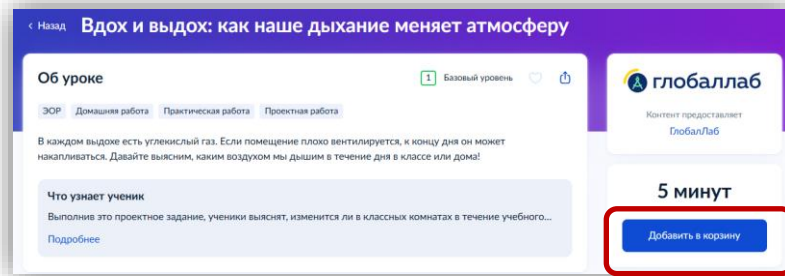 ‹ Назад Вдох и выдох: как наше дыхание меняет атмосферу
Об уроке
1 Базовый уровень
ЭОР Домашняя работа Практическая работа Проектная работа
В каждом выдохе есть углекислый газ. Если помещение плохо вентилируется, к концу дня он может
накапливаться. Давайте выясним, каким воздухом мы дышим в течение дня в классе или дома!
Что узнает ученик
Выполнив это проектное задание, ученики выяснят, изменится ли в классных комнатах в течение учебного...
Подробнее
глобаллаб
Контент предоставляет
ГлобалЛаб
5 минут
Добавить в корзину